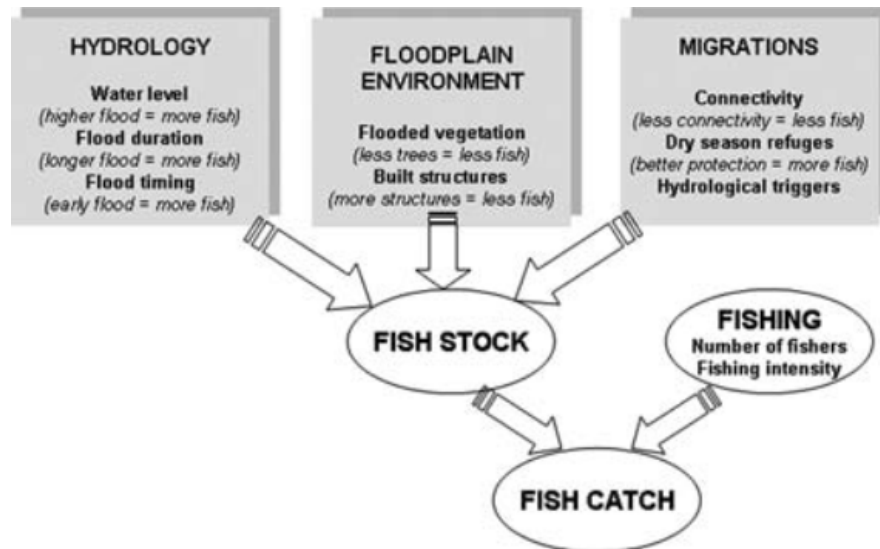 HYDROLOGY
Water level
(higher flood = more fish)
Flood duration
(longer flood = more fish)
Flood timing
(early flood = more fish)
FLOODPLAIN
ENVIRONMENT
Flooded vegetation
(less trees = less fish)
Built structures
(more structures = less fish)
MIGRATIONS
Connectivity
(less connectivity = less fish)
Dry season refuges
(better protection = more fish)
Hydrological triggers
FISH STOCK
FISHING
Number of fishers
Fishing intensity
FISH CATCH